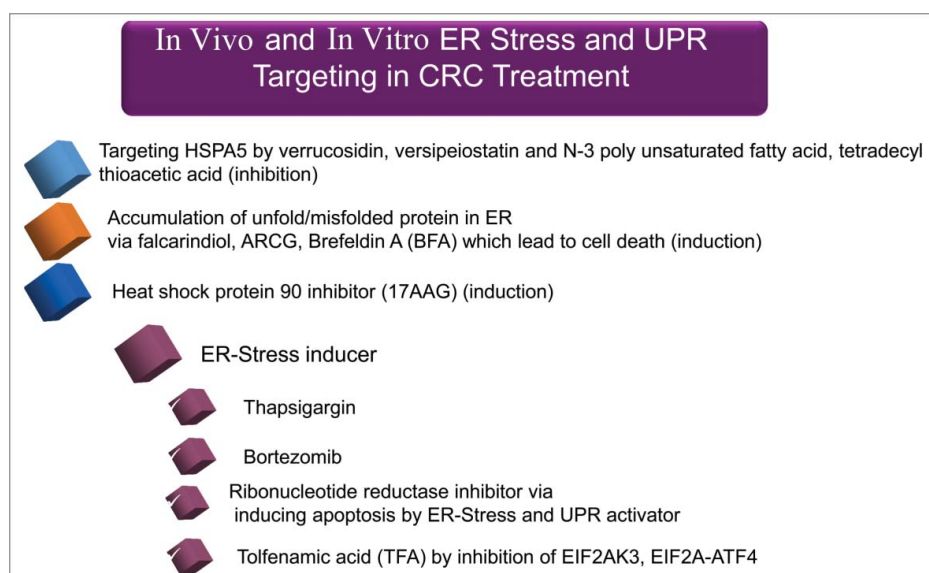 In Vivo and In Vitro ER Stress and UPR
Targeting in CRC Treatment
Targeting HSPA5 by verrucosidin, versipeiostatin and N-3 poly unsaturated fatty acid, tetradecyl
thioacetic acid (inhibition)
Accumulation of unfold/misfolded protein in ER
via falcarindiol, ARCG, Brefeldin A (BFA) which lead to cell death (induction)
Heat shock protein 90 inhibitor (17AAG) (induction)
ER-Stress inducer
Thapsigargin
Bortezomib
Ribonucleotide reductase inhibitor via
inducing apoptosis by ER-Stress and UPR activator
Tolfenamic acid (TFA) by inhibition of EIF2AK3, EIF2A-ATF4